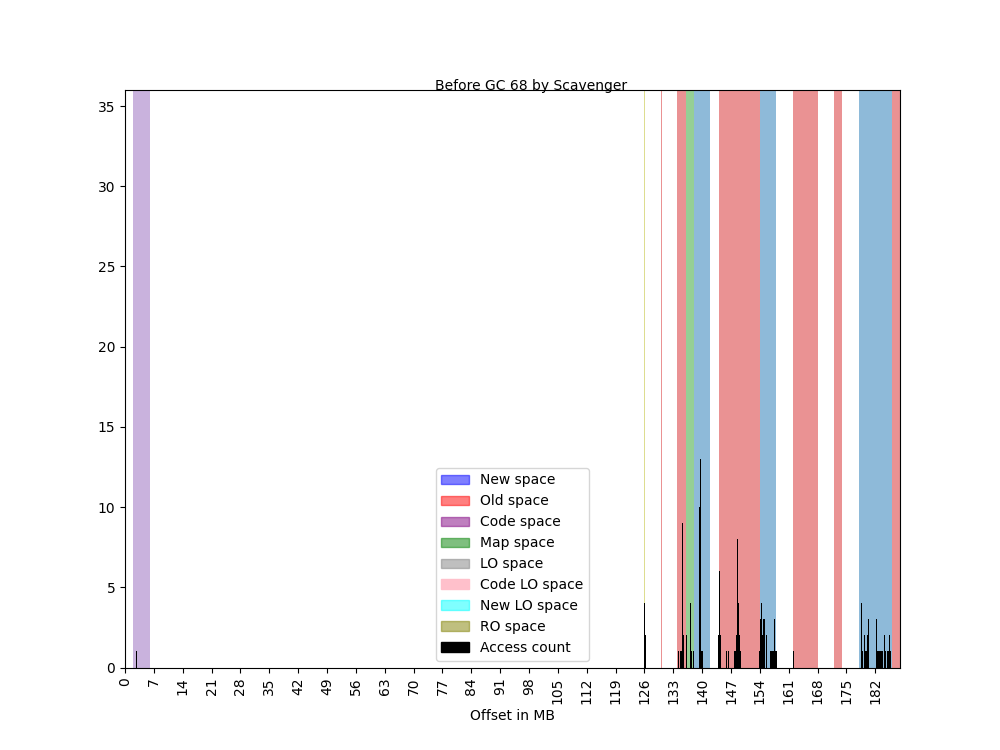 Before GC 68 by Scavenger
35
30
25
20
15
10
5
0
New space
Old space
Code space
Map space
LO space
Code LO space
New LO space
RO space
Access count
0 7 14 21 28 35 42 49 56 63 70 77 84 91 98 105 112 119 126 133 140 147 154 161 168 175 182
Offset in MB